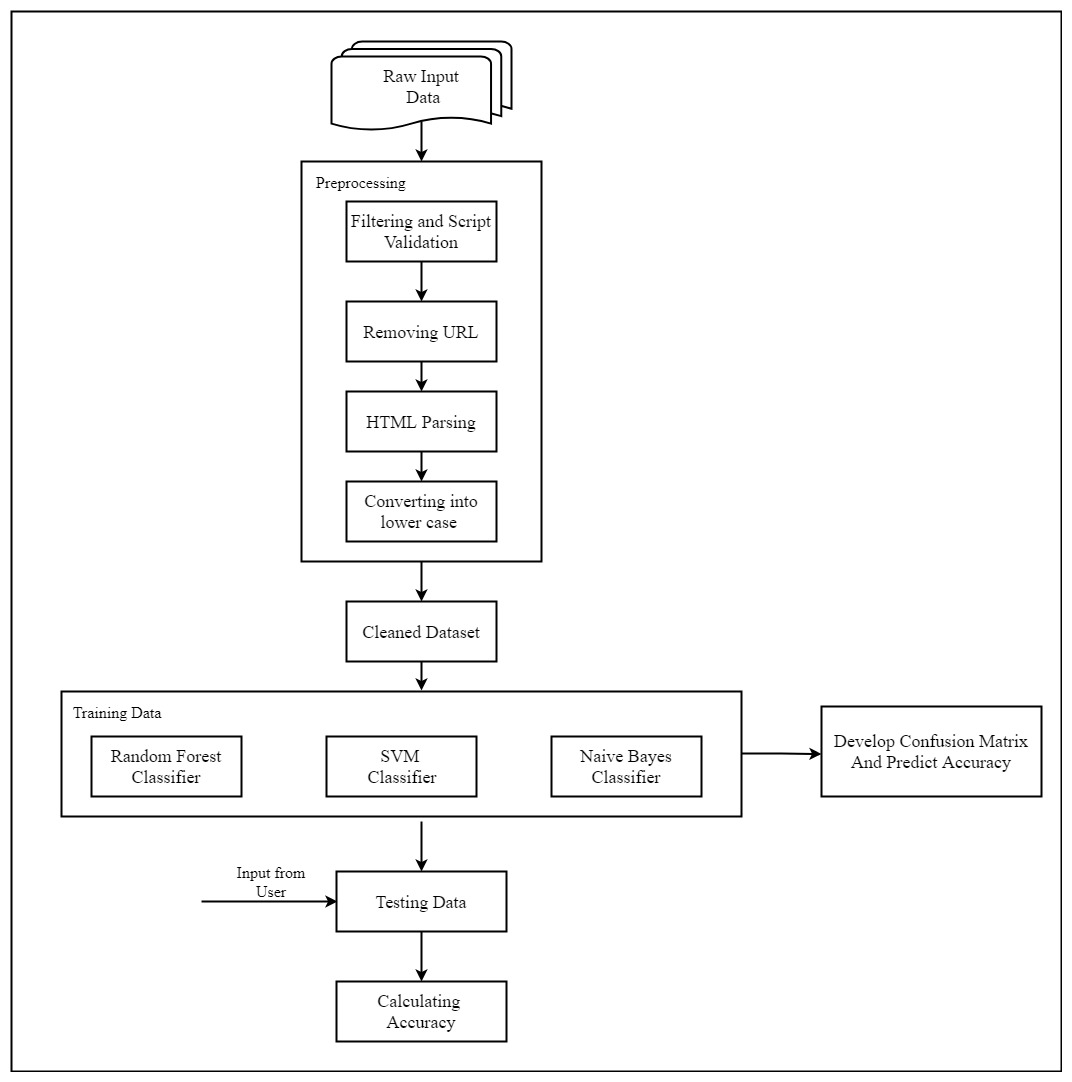 Raw Input
Data
Preprocessing
Filtering and Script
Validation
Removing URL
HTML Parsing
Converting into
lower case
Cleaned Dataset
Training Data
Random Forest
Classifier
SVM
Classifier
Naive Bayes
Classifier
Develop Confusion Matrix
And Predict Accuracy
Input from
User
Testing Data
Calculating
Accuracy